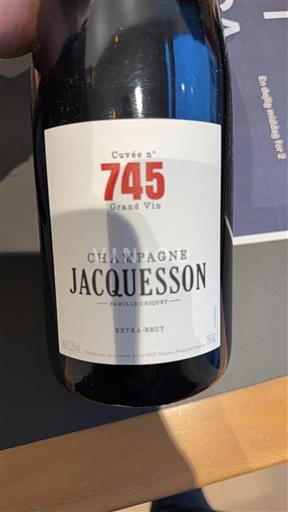 Cuvée n°
745
Grand Vin
CHAMPAGNE
JACQUESSON
FAMILLE CHIQUET
EXTRA-BRUT
En dejlig middag for 2